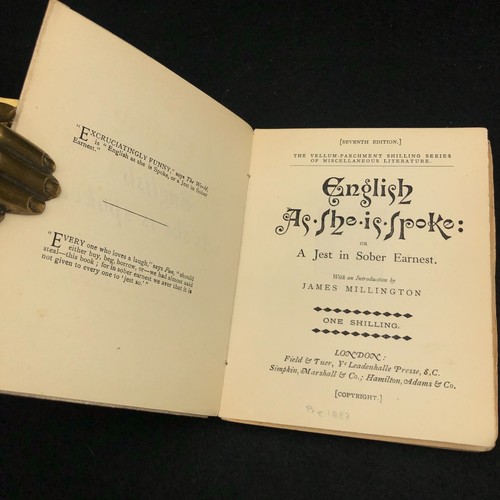 "EXCRUCIATINGLY FUNNY," says The World,
is "English as she is Spoke, or a Jest in Sober
Earnest."
"EVERY one who loves a laugh," says Fun, "should
either buy, beg, borrow, or—we had almost said
steal—this book; for in sober earnest we aver that it is
not given to every one to 'jest so.'"
[SEVENTH EDITION.]
THE VELLUM-PARCHMENT SHILLING SERIES
OF MISCELLANEOUS LITERATURE.
English
As·She·is·Spoke:
or
A Jest in Sober Earnest.
With an Introduction by
JAMES MILLINGTON
ONE SHILLING.
LONDON:
Field & Tuer, Ye Leadenhalle Presse, E.C.
Simpkin, Marshall & Co.; Hamilton, Adams & Co.
[COPYRIGHT.]